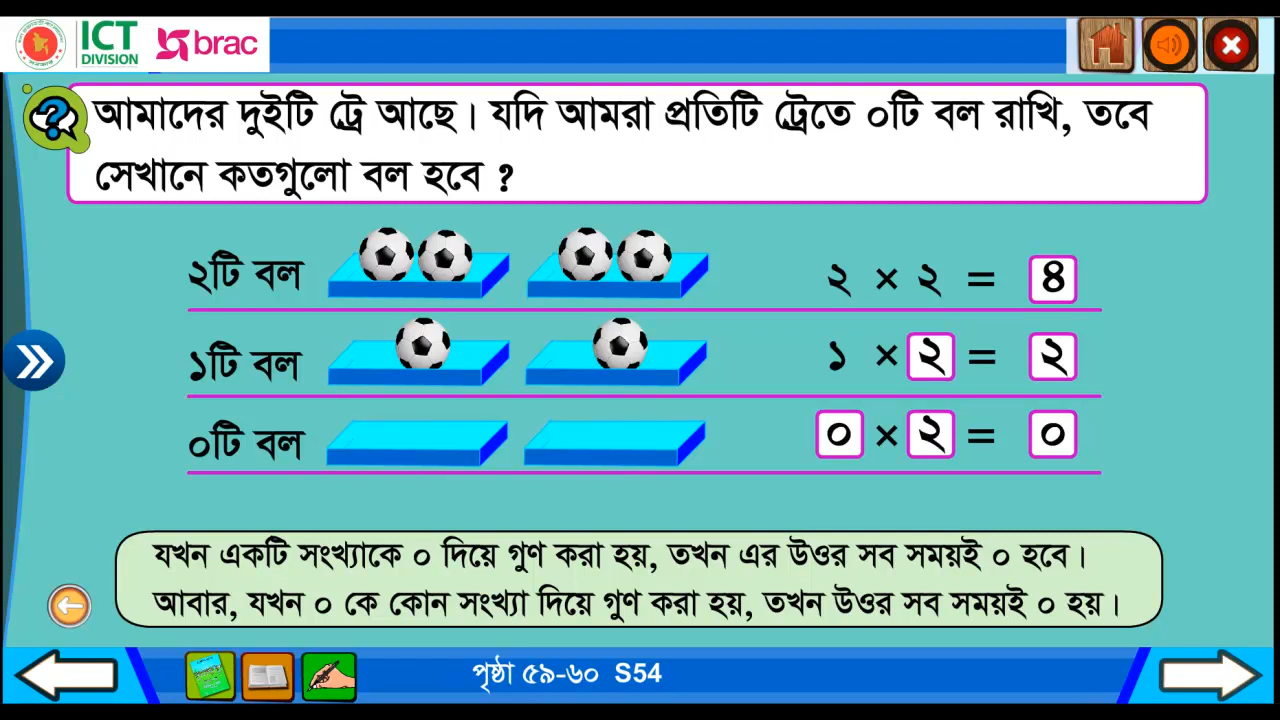 ICT
DIVISION
brac
আমাদের দুইটি ট্রে আছে। যদি আমরা প্রতিটি ট্রেতে ০টি বল রাখি, তবে
সেখানে কতগুলো বল হবে ?
২টি বল ২ × ২ = ৪
১টি বল ১ × ২ = ২
০টি বল ০ × ২ = ০
যখন একটি সংখ্যাকে ০ দিয়ে গুণ করা হয়, তখন এর উওর সব সময়ই ০ হবে।
আবার, যখন ০ কে কোন সংখ্যা দিয়ে গুণ করা হয়, তখন উওর সব সময়ই ০ হয়।
পৃষ্ঠা ৫৯-৬০ S54